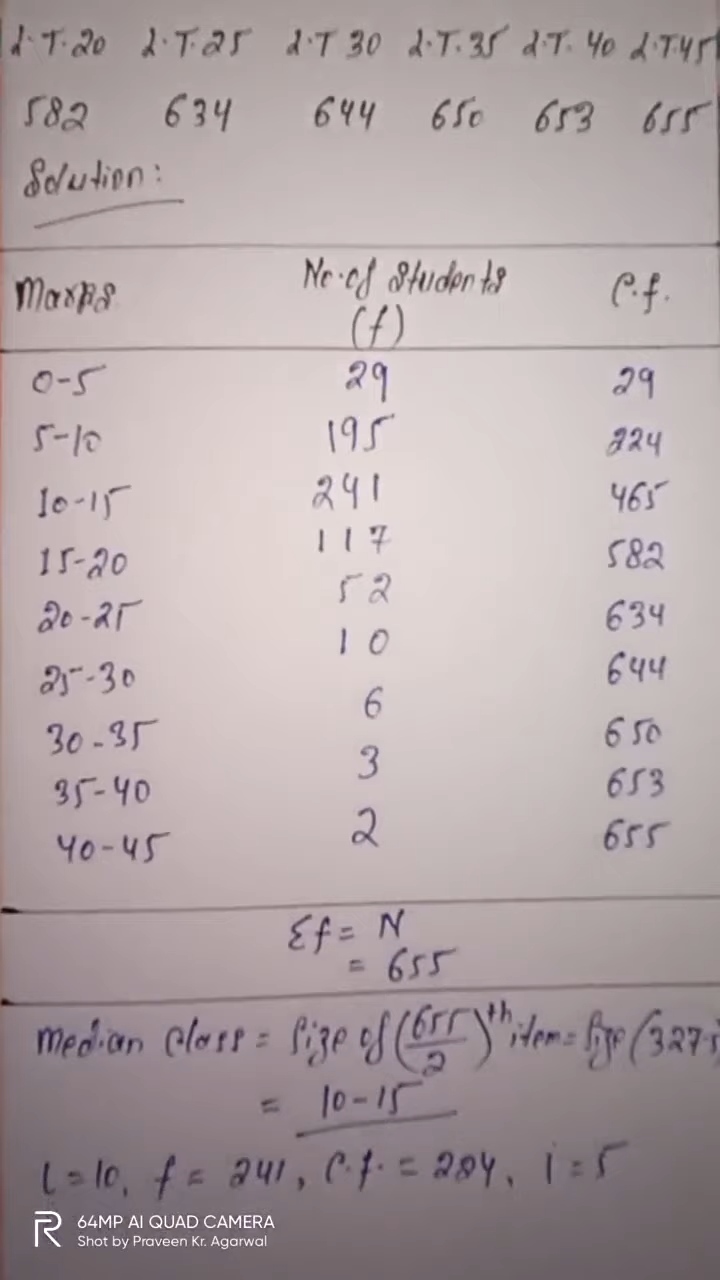 L.T.20 L.T.25 L.T 30 L.T.35 L.T. 40 L.T.45
582 634 644 650 653 655
Solution:
Marks No. of Students (f) C.f.
0-5 29 29
5-10 195 224
10-15 241 465
15-20 117 582
20-25 52 634
25-30 10 644
30-35 6 650
35-40 3 653
40-45 2 655
Σf = N
= 655
Median Class = Size of (655/2)th item = Size (327.5
= 10-15
l=10, f = 241, C.f. = 224, i = 5
R 64MP AI QUAD CAMERA
Shot by Praveen Kr. Agarwal